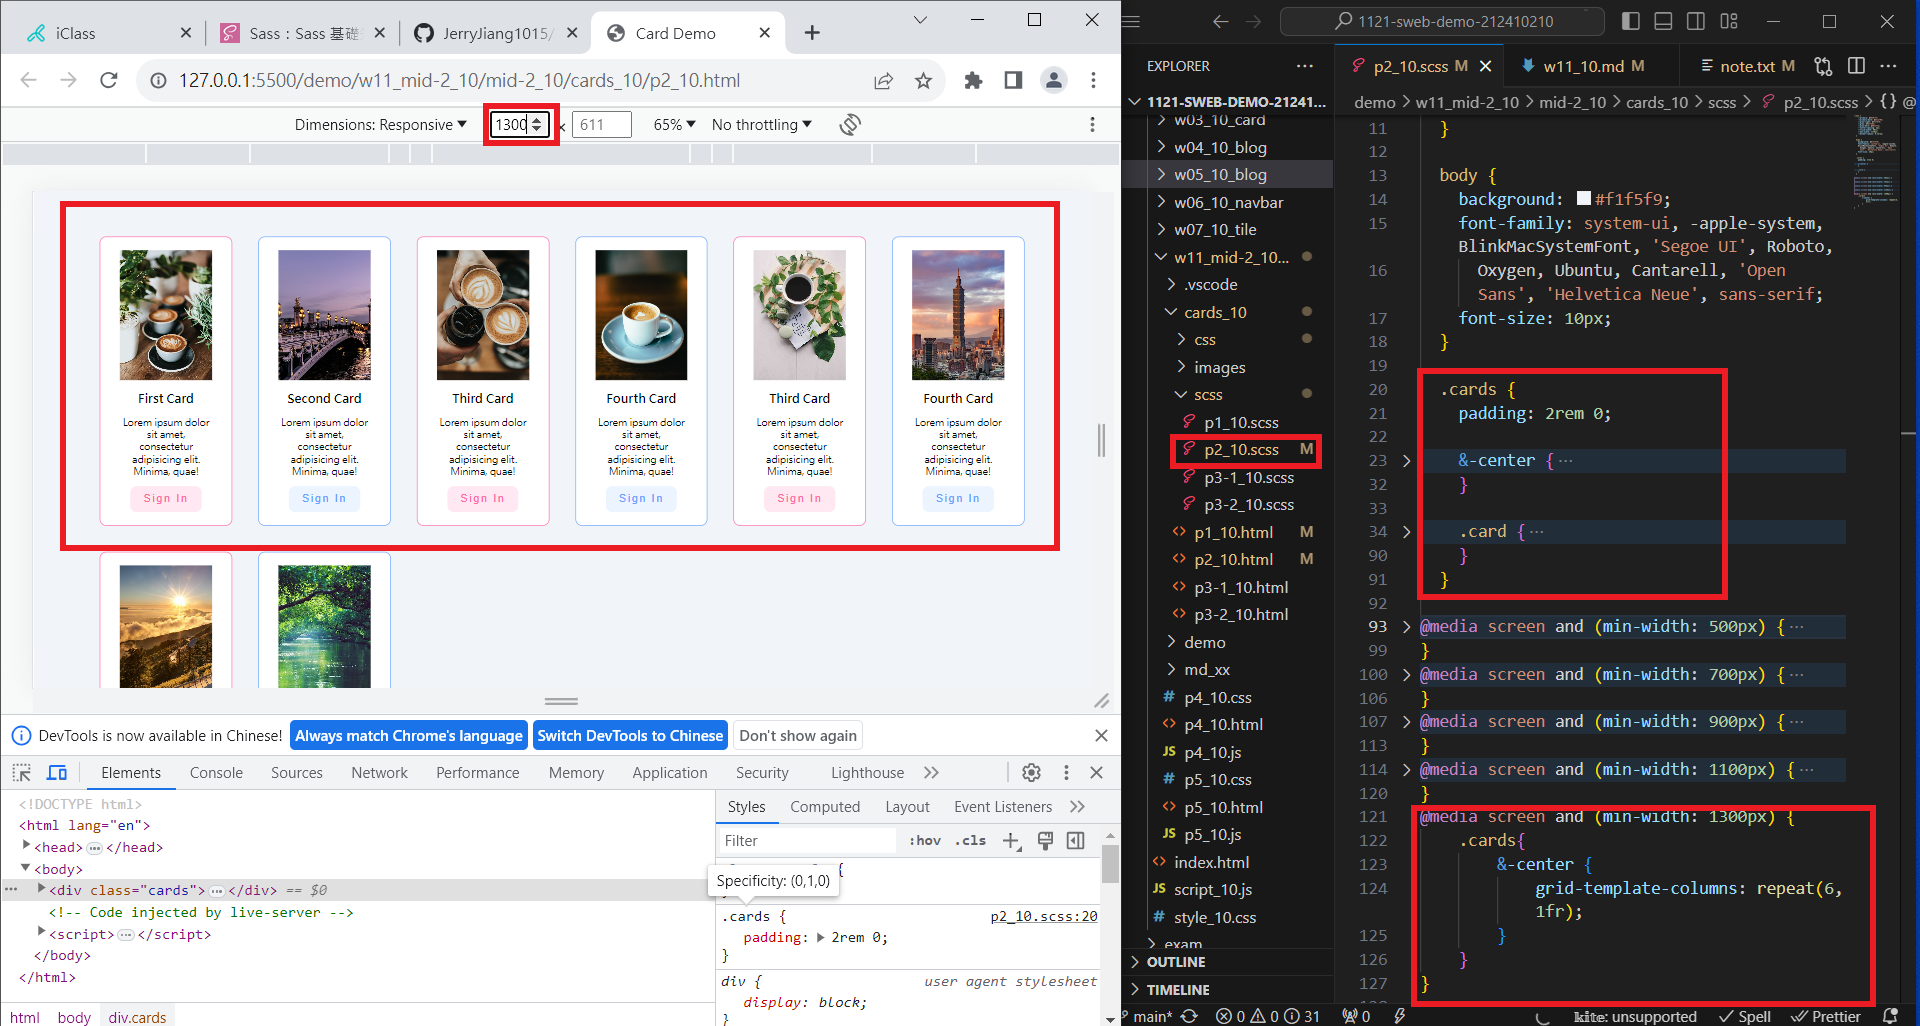 iClass
Sass：Sass 基礎
JerryJiang1015/
Card Demo
127.0.0.1:5500/demo/w11_mid-2_10/mid-2_10/cards_10/p2_10.html
Dimensions: Responsive
1300
×
611
65%
No throttling
First Card
Lorem ipsum dolor
sit amet,
consectetur
adipisicing elit.
Minima, quae!
Sign In
Second Card
Lorem ipsum dolor
sit amet,
consectetur
adipisicing elit.
Minima, quae!
Sign In
Third Card
Lorem ipsum dolor
sit amet,
consectetur
adipisicing elit.
Minima, quae!
Sign In
Fourth Card
Lorem ipsum dolor
sit amet,
consectetur
adipisicing elit.
Minima, quae!
Sign In
Third Card
Lorem ipsum dolor
sit amet,
consectetur
adipisicing elit.
Minima, quae!
Sign In
Fourth Card
Lorem ipsum dolor
sit amet,
consectetur
adipisicing elit.
Minima, quae!
Sign In
DevTools is now available in Chinese!
Always match Chrome's language
Switch DevTools to Chinese
Don't show again
Elements Console Sources Network Performance Memory Application Security Lighthouse
<!DOCTYPE html>
<html lang="en">
<head>…</head>
<body>
<div class="cards">…</div> == $0
<!-- Code injected by live-server -->
<script>…</script>
</body>
</html>
html body div.cards
Styles Computed Layout Event Listeners
Filter
:hov .cls
{
Specificity: (0,1,0)
.cards {
p2_10.scss:20
padding: 2rem 0;
}
div {
user agent stylesheet
display: block;
}
1121-sweb-demo-212410210
EXPLORER
1121-SWEB-DEMO-21241...
w03_10_card
w04_10_blog
w05_10_blog
w06_10_navbar
w07_10_tile
w11_mid-2_10...
.vscode
cards_10
css
images
scss
p1_10.scss
p2_10.scss M
p3-1_10.scss
p3-2_10.scss
p1_10.html M
p2_10.html M
p3-1_10.html
p3-2_10.html
demo
md_xx
p4_10.css
p4_10.html
p4_10.js
p5_10.css
p5_10.html
p5_10.js
index.html
script_10.js
style_10.css
exam
OUTLINE
TIMELINE
p2_10.scss M
w11_10.md M
note.txt M
demo > w11_mid-2_10 > mid-2_10 > cards_10 > scss > p2_10.scss > {} @
11 }
12
13 body {
14 background: #f1f5f9;
15 font-family: system-ui, -apple-system,
BlinkMacSystemFont, 'Segoe UI', Roboto,
16 Oxygen, Ubuntu, Cantarell, 'Open
Sans', 'Helvetica Neue', sans-serif;
17 font-size: 10px;
18 }
19
20 .cards {
21 padding: 2rem 0;
22
23 &-center {…
32 }
33
34 .card {…
90 }
91 }
92
93 @media screen and (min-width: 500px) {…
99 }
100 @media screen and (min-width: 700px) {…
106 }
107 @media screen and (min-width: 900px) {…
113 }
114 @media screen and (min-width: 1100px) {…
120 }
121 @media screen and (min-width: 1300px) {
122 .cards{
123 &-center {
124 grid-template-columns: repeat(6,
1fr);
125 }
126 }
127 }
main* 0 0 31 0 kite: unsupported Spell Prettier